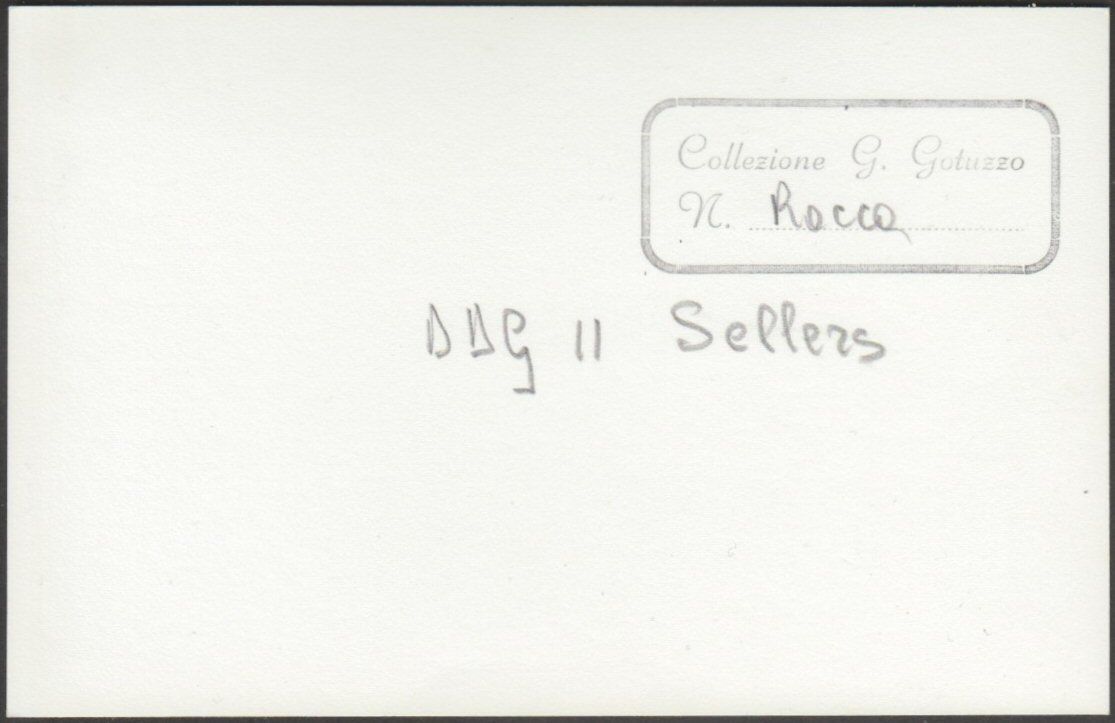 Collezione G. Gotuzzo
N. Rocca
DDG 11 Sellers